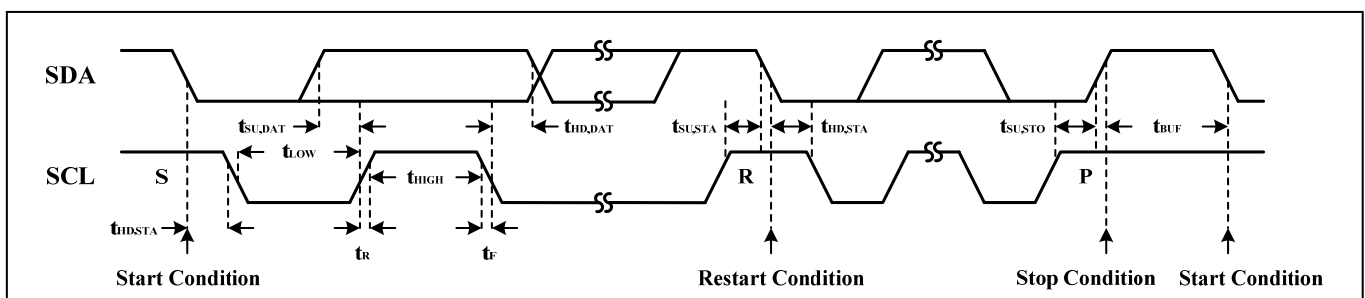 SDA
tSU,DAT
tHD,DAT
tSU,STA
tHD,STA
tSU,STO
tBUF
tLOW
SCL
S
tHIGH
R
P
tHD,STA
tR
tF
Start Condition
Restart Condition
Stop Condition
Start Condition